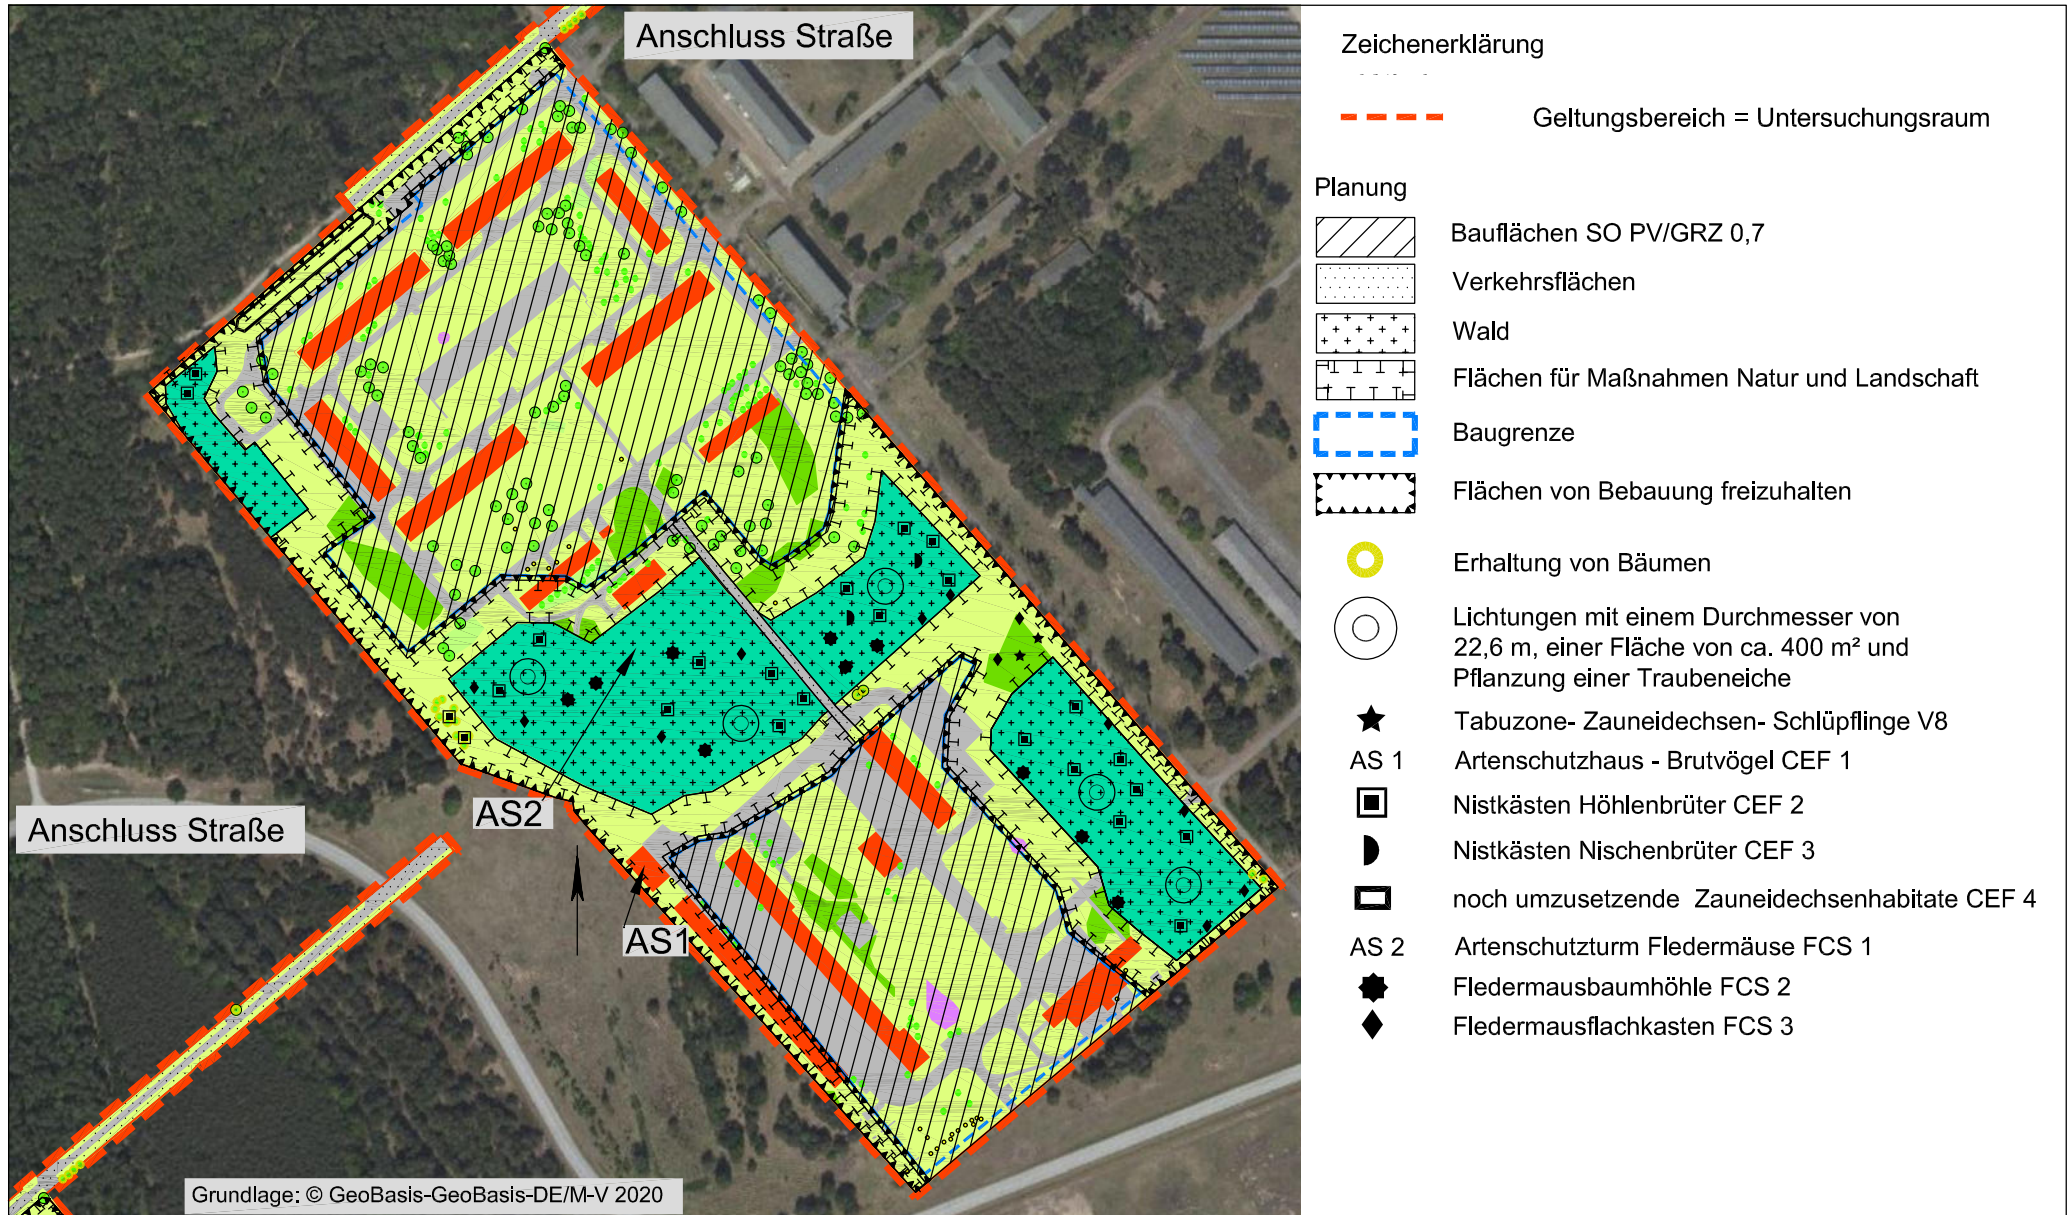 Anschluss Straße
Anschluss Straße
AS2
AS1
Grundlage: © GeoBasis-GeoBasis-DE/M-V 2020
Zeichenerklärung
Geltungsbereich = Untersuchungsraum
Planung
Bauflächen SO PV/GRZ 0,7
Verkehrsflächen
Wald
Flächen für Maßnahmen Natur und Landschaft
Baugrenze
Flächen von Bebauung freizuhalten
Erhaltung von Bäumen
Lichtungen mit einem Durchmesser von
22,6 m, einer Fläche von ca. 400 m² und
Pflanzung einer Traubeneiche
Tabuzone- Zauneidechsen- Schlüpflinge V8
AS 1 Artenschutzhaus - Brutvögel CEF 1
Nistkästen Höhlenbrüter CEF 2
Nistkästen Nischenbrüter CEF 3
noch umzusetzende Zauneidechsenhabitate CEF 4
AS 2 Artenschutzturm Fledermäuse FCS 1
Fledermausbaumhöhle FCS 2
Fledermausflachkasten FCS 3